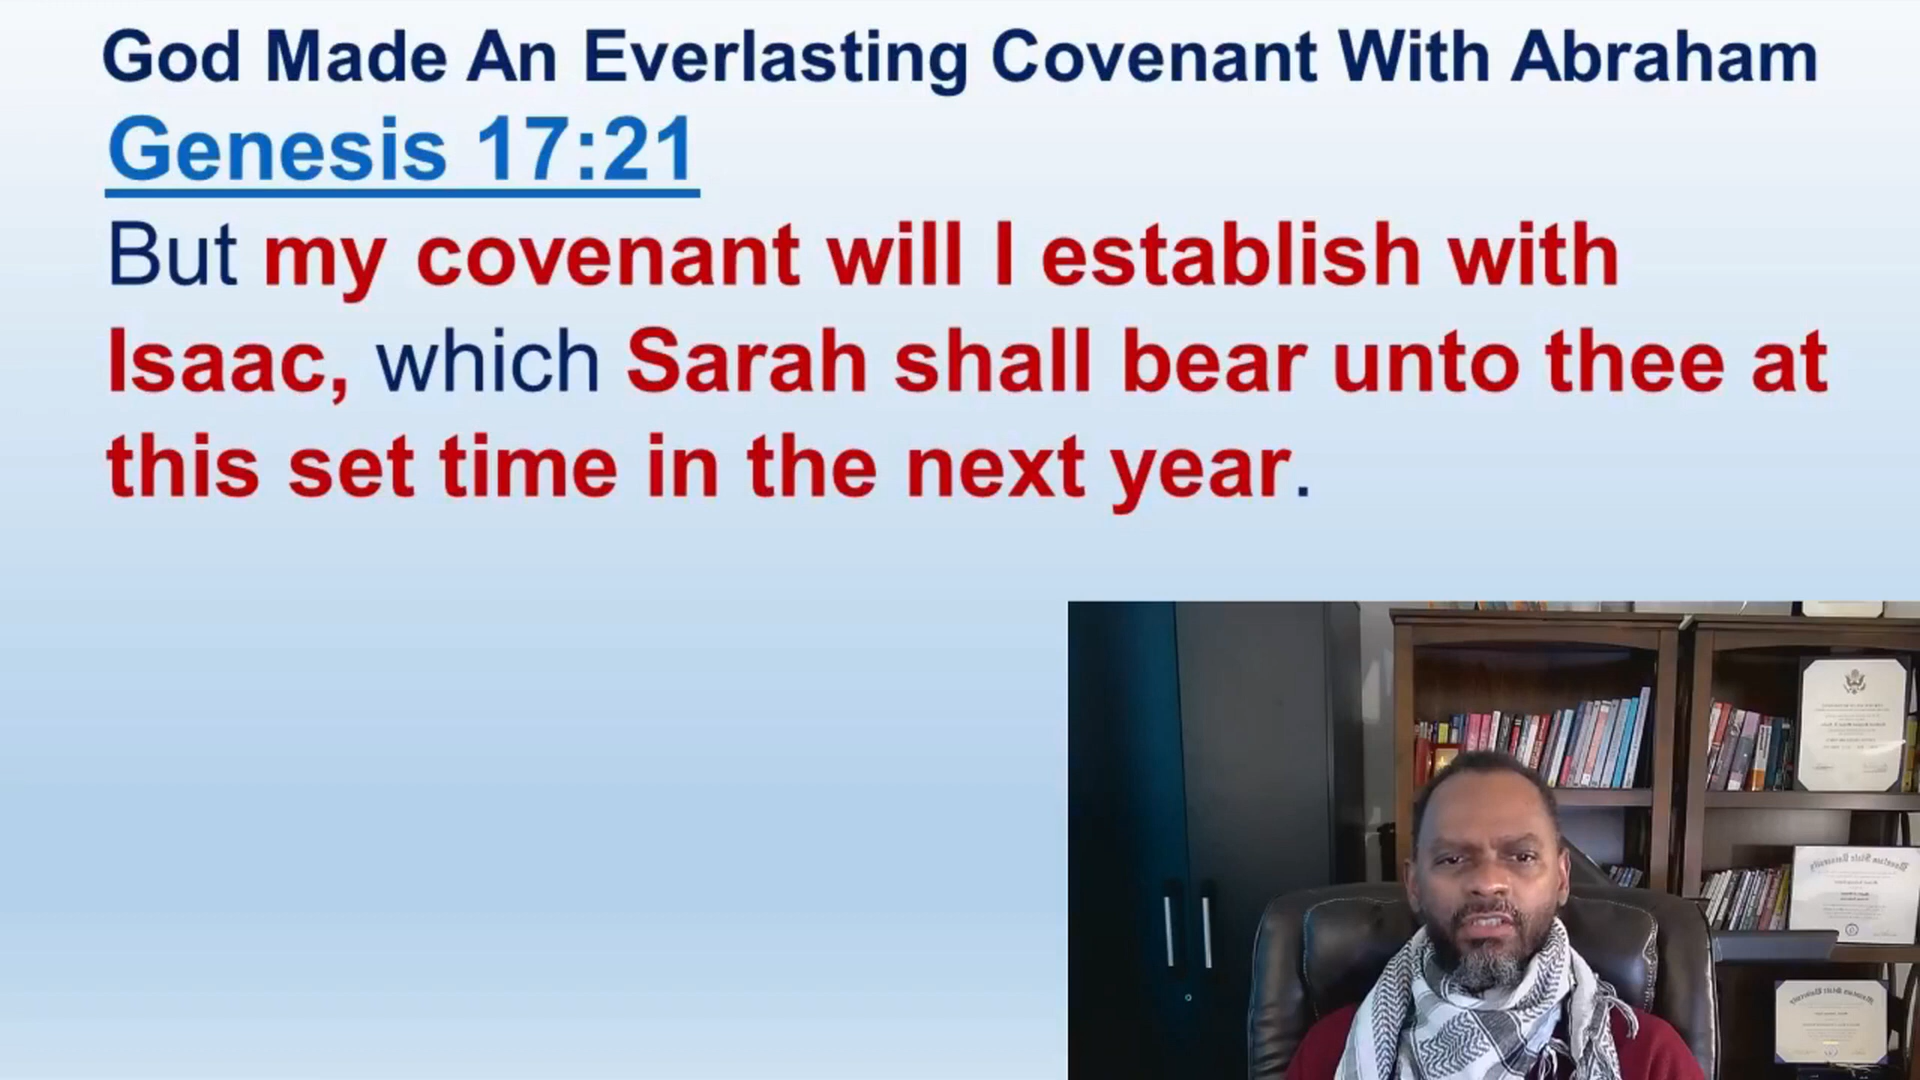 God Made An Everlasting Covenant With Abraham
Genesis 17:21
But my covenant will I establish with
Isaac, which Sarah shall bear unto thee at
this set time in the next year.